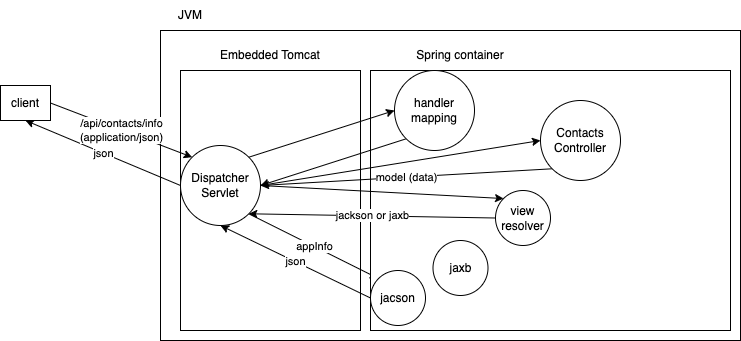 JVM
Embedded Tomcat
Spring container
client
/api/contacts/info
(application/json)
json
handler
mapping
Contacts
Controller
Dispatcher
Servlet
model (data)
view
resolver
jackson or jaxb
appInfo
json
jaxb
jacson